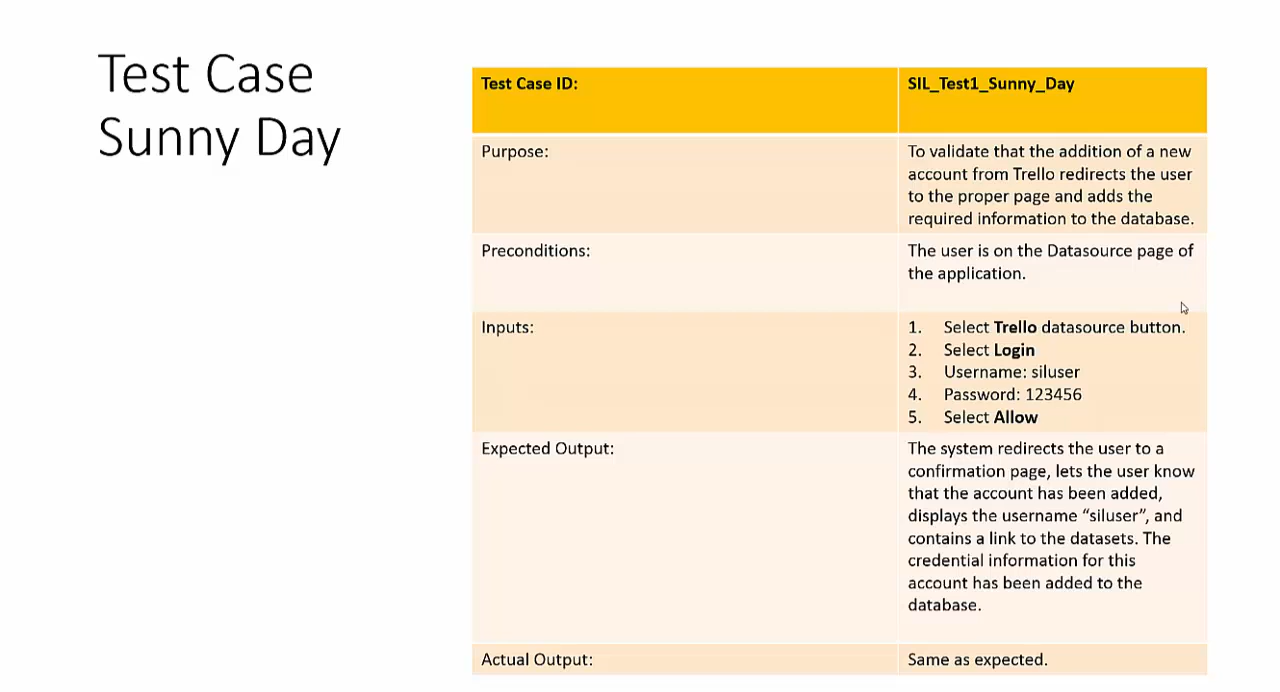 Test Case
Sunny Day
Test Case ID:
SIL_Test1_Sunny_Day
Purpose:
To validate that the addition of a new
account from Trello redirects the user
to the proper page and adds the
required information to the database.
Preconditions:
The user is on the Datasource page of
the application.
Inputs:
1. Select Trello datasource button.
2. Select Login
3. Username: siluser
4. Password: 123456
5. Select Allow
Expected Output:
The system redirects the user to a
confirmation page, lets the user know
that the account has been added,
displays the username “siluser”, and
contains a link to the datasets. The
credential information for this
account has been added to the
database.
Actual Output:
Same as expected.